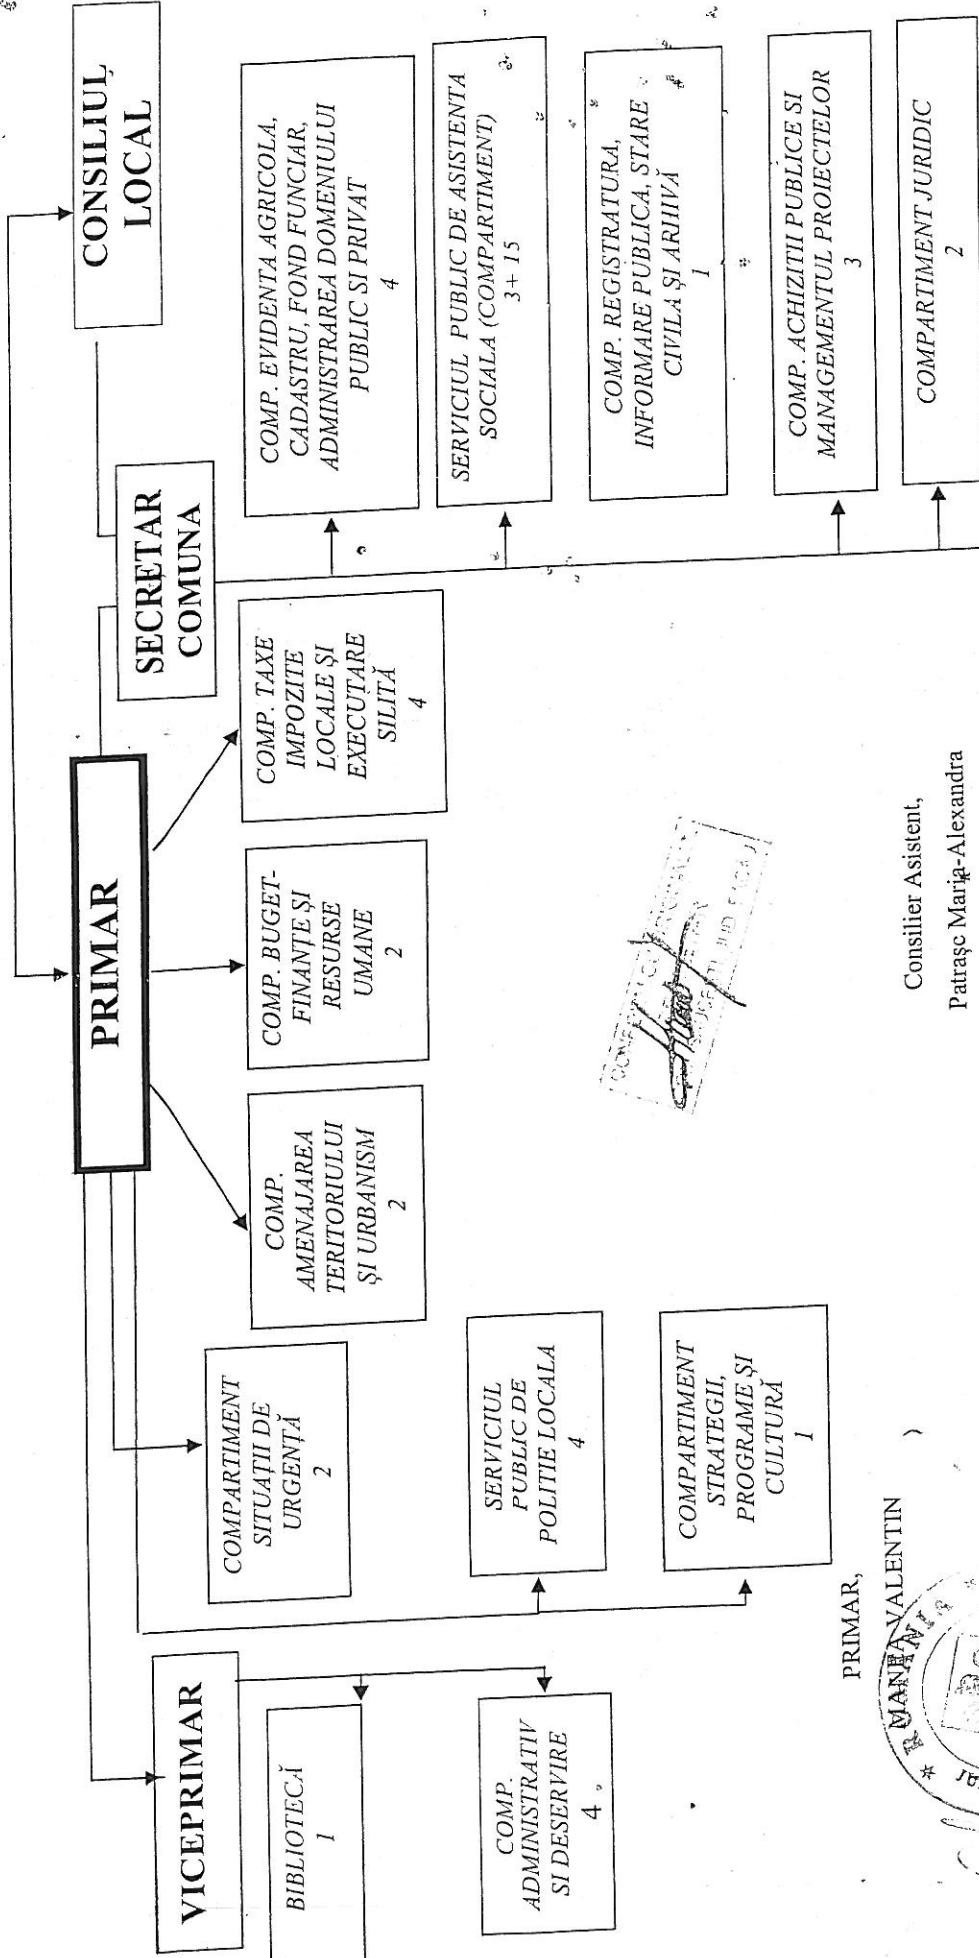 CONSILIUL
LOCAL
PRIMAR
SECRETAR
COMUNA
VICEPRIMAR
BIBLIOTECĂ
1
COMP.
ADMINISTRATIV
SI DESERVIRE
4
COMPARTIMENT
SITUAȚII DE
URGENȚĂ
2
SERVICIUL
PUBLIC DE
POLITIE LOCALA
4
COMPARTIMENT
STRATEGII,
PROGRAME ȘI
CULTURĂ
1
COMP.
AMENAJAREA
TERITORIULUI
ȘI URBANISM
2
COMP. BUGET-
FINANȚE ȘI
RESURSE
UMANE
2
COMP. TAXE
IMPOZITE
LOCALE ȘI
EXECUTARE
SILITĂ
4
COMP. EVIDENTA AGRICOLA,
CADASTRU, FOND FUNCIAR,
ADMINISTRAREA DOMENIULUI
PUBLIC SI PRIVAT
4
SERVICIUL PUBLIC DE ASISTENTA
SOCIALA (COMPARTIMENT)
3+ 15
COMP. REGISTRATURA,
INFORMARE PUBLICA, STARE
CIVILA ȘI ARHIVĂ
1
COMP. ACHIZITII PUBLICE SI
MANAGEMENTUL PROIECTELOR
3
COMPARTIMENT JURIDIC
2
PRIMAR,
MANEA VALENTIN
Consilier Asistent,
Patrașc Maria-Alexandra